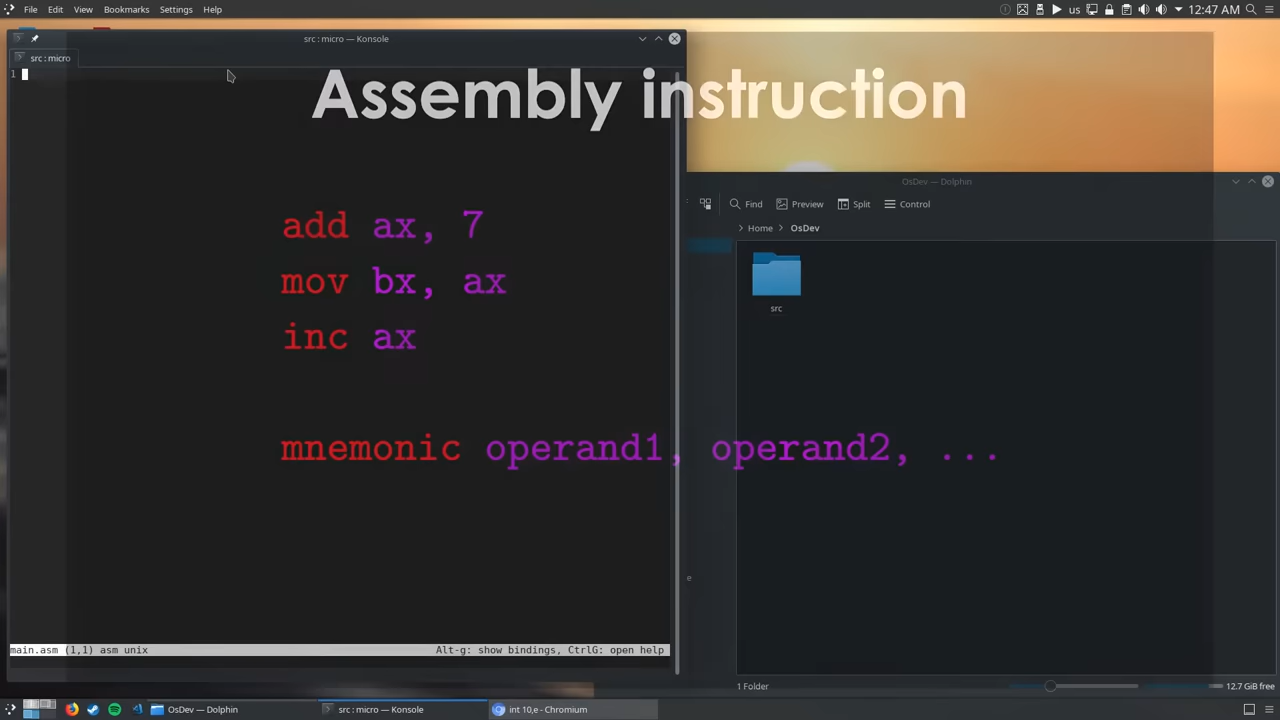 File Edit View Bookmarks Settings Help
us 12:47 AM
src : micro — Konsole
src : micro
1
Assembly instruction
OsDev — Dolphin
Find Preview Split Control
Home OsDev
src
add ax, 7
mov bx, ax
inc ax
mnemonic operand1, operand2, ...
e
main.asm (1,1) asm unix Alt-g: show bindings, CtrlG: open help
1 Folder 12.7 GiB free
OsDev — Dolphin src : micro — Konsole int 10,e - Chromium